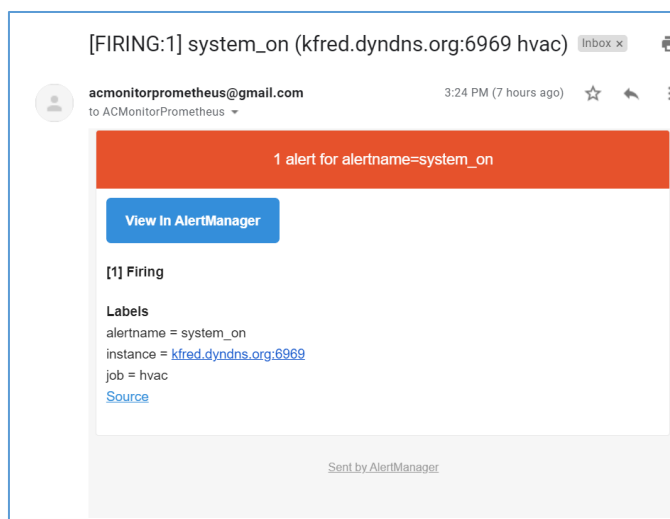 [FIRING:1] system_on (kfred.dyndns.org:6969 hvac) Inbox x
acmonitorprometheus@gmail.com 3:24 PM (7 hours ago)
to ACMonitorPrometheus
1 alert for alertname=system_on
View In AlertManager
[1] Firing
Labels
alertname = system_on
instance = kfred.dyndns.org:6969
job = hvac
Source
Sent by AlertManager